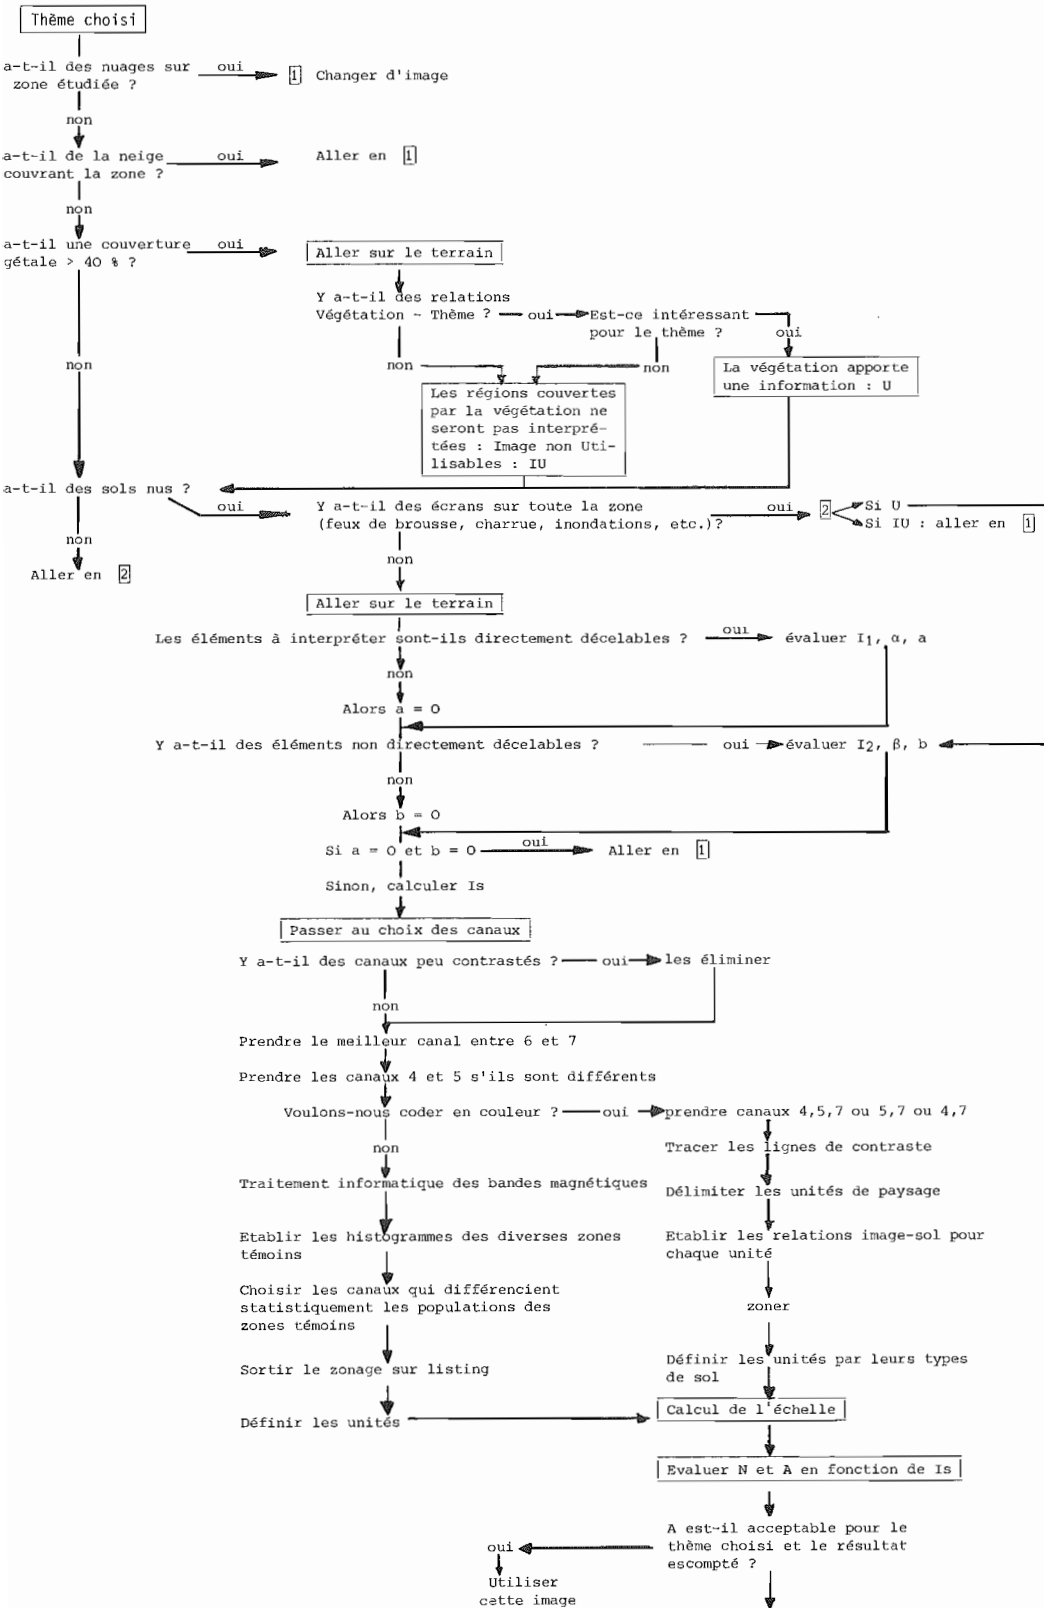 Thème choisi
a-t-il des nuages sur
zone étudiée ?
oui
1 Changer d'image
non
a-t-il de la neige
couvrant la zone ?
oui
Aller en 1
non
a-t-il une couverture
gétale > 40 % ?
oui
Aller sur le terrain
Y a-t-il des relations
Végétation - Thème ?
oui
Est-ce intéressant
pour le thème ?
oui
non
non
non
La végétation apporte
une information : U
Les régions couvertes
par la végétation ne
seront pas interpré-
tées : Image non Uti-
lisables : IU
a-t-il des sols nus ?
oui
Y a-t-il des écrans sur toute la zone
(feux de brousse, charrue, inondations, etc.)?
oui
2
Si U
Si IU : aller en 1
non
Aller en 2
non
Aller sur le terrain
Les éléments à interpréter sont-ils directement décelables ?
oui
évaluer I1, α, a
non
Alors a = 0
Y a-t-il des éléments non directement décelables ?
oui
évaluer I2, β, b
non
Alors b = 0
Si a = 0 et b = 0
oui
Aller en 1
Sinon, calculer Is
Passer au choix des canaux
Y a-t-il des canaux peu contrastés ?
oui
les éliminer
non
Prendre le meilleur canal entre 6 et 7
Prendre les canaux 4 et 5 s'ils sont différents
Voulons-nous coder en couleur ?
oui
prendre canaux 4,5,7 ou 5,7 ou 4,7
non
Traitement informatique des bandes magnétiques
Etablir les histogrammes des diverses zones
témoins
Choisir les canaux qui différencient
statistiquement les populations des
zones témoins
Sortir le zonage sur listing
Définir les unités
Tracer les lignes de contraste
Délimiter les unités de paysage
Etablir les relations image-sol pour
chaque unité
zoner
Définir les unités par leurs types
de sol
Calcul de l'échelle
Evaluer N et A en fonction de Is
A est-il acceptable pour le
thème choisi et le résultat
escompté ?
oui
Utiliser
cette image